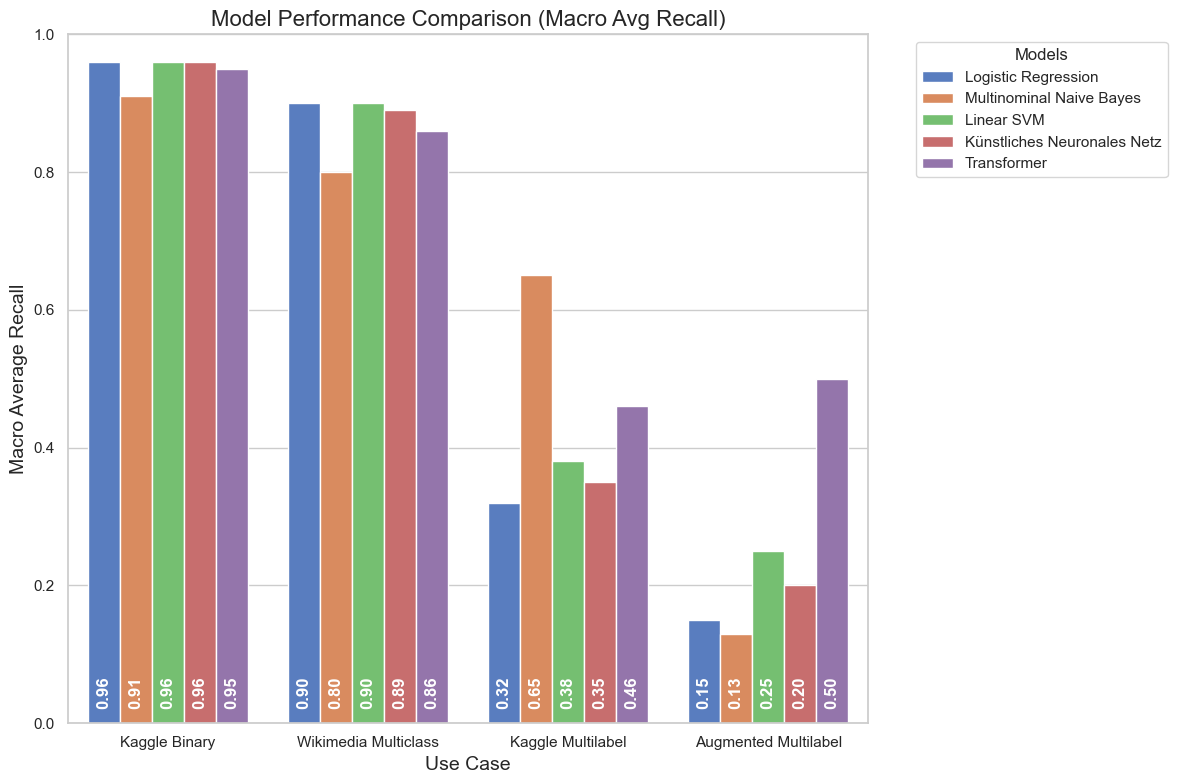 Model Performance Comparison (Macro Avg Recall)
Macro Average Recall
1.0
0.8
0.6
0.4
0.2
0.0
0.96
0.91
0.96
0.96
0.95
0.90
0.80
0.90
0.89
0.86
0.32
0.65
0.38
0.35
0.46
0.15
0.13
0.25
0.20
0.50
Kaggle Binary
Wikimedia Multiclass
Kaggle Multilabel
Augmented Multilabel
Use Case
Models
Logistic Regression
Multinominal Naive Bayes
Linear SVM
Künstliches Neuronales Netz
Transformer